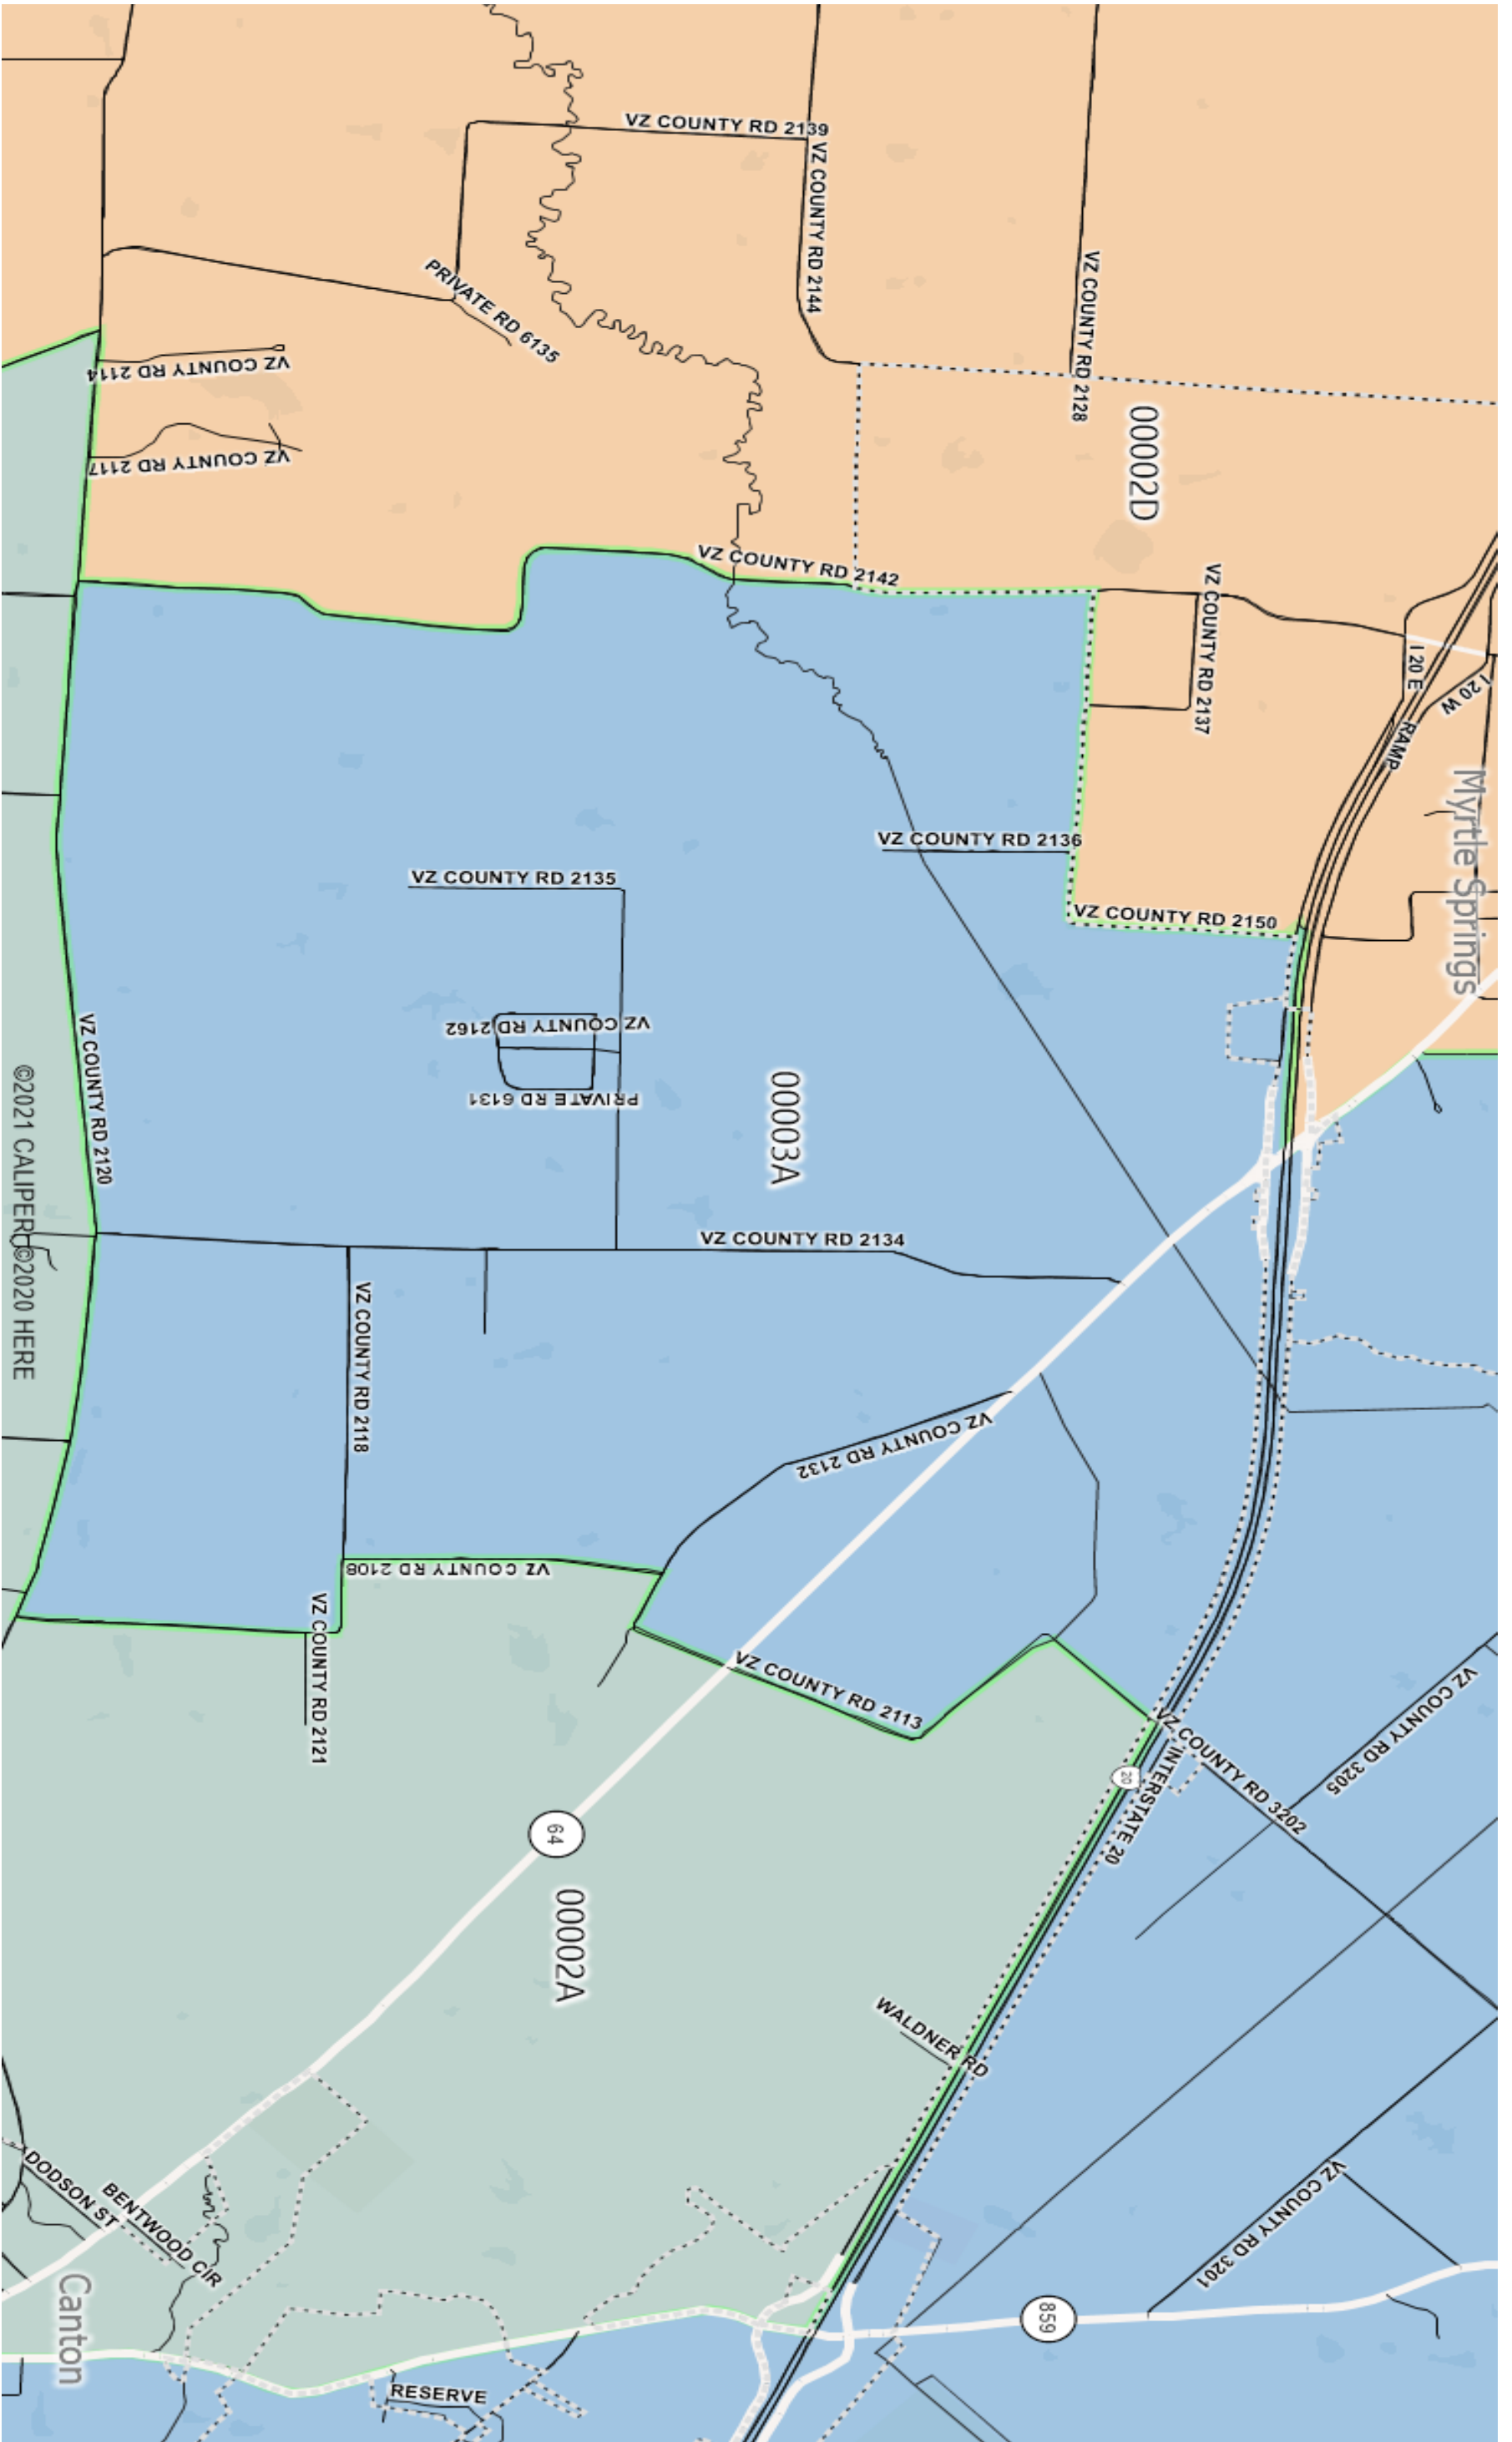 VZ COUNTY RD 2139
VZ COUNTY RD 2144
VZ COUNTY RD 2128
PRIVATE RD 6135
VZ COUNTY RD 2114
VZ COUNTY RD 2117
00002D
VZ COUNTY RD 2142
VZ COUNTY RD 2137
I 20 E
I 20 W
RAMP
Myrtle Springs
VZ COUNTY RD 2136
VZ COUNTY RD 2135
VZ COUNTY RD 2150
VZ COUNTY RD 2162
PRIVATE RD 6131
00003A
VZ COUNTY RD 2120
©2021 CALIPER; ©2020 HERE
VZ COUNTY RD 2134
VZ COUNTY RD 2118
VZ COUNTY RD 2132
VZ COUNTY RD 2108
VZ COUNTY RD 2121
VZ COUNTY RD 2113
VZ COUNTY RD 3205
VZ COUNTY RD 3202
20
INTERSTATE 20
64
00002A
WALDNER RD
DODSON ST
BENTWOOD CIR
VZ COUNTY RD 3201
859
Canton
RESERVE